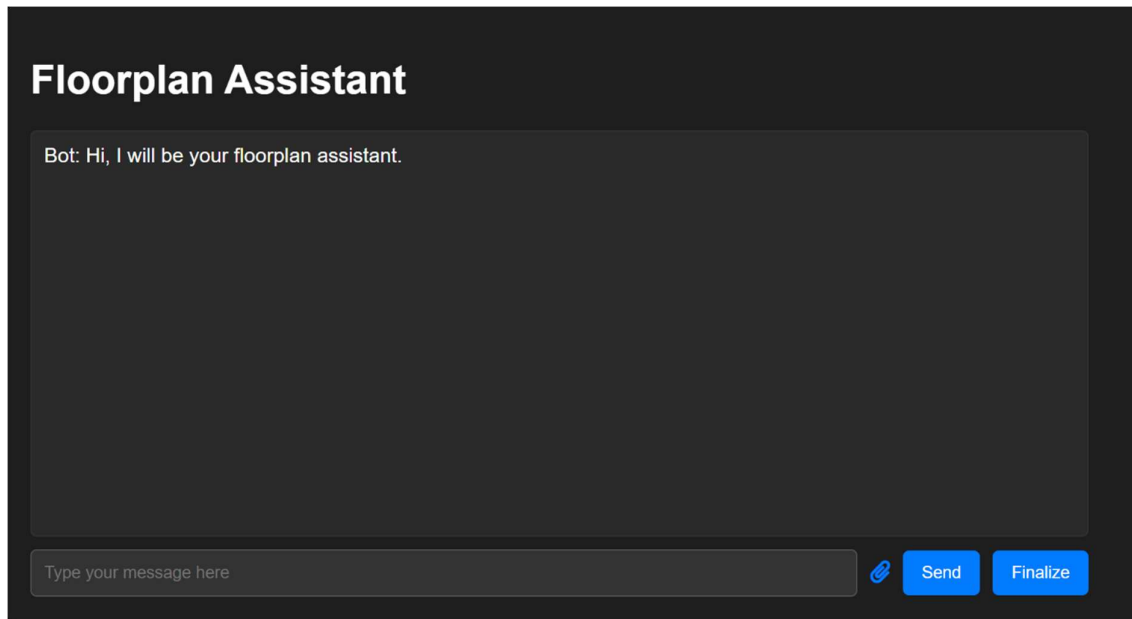 Floorplan Assistant
Bot: Hi, I will be your floorplan assistant.
Type your message here
Send
Finalize